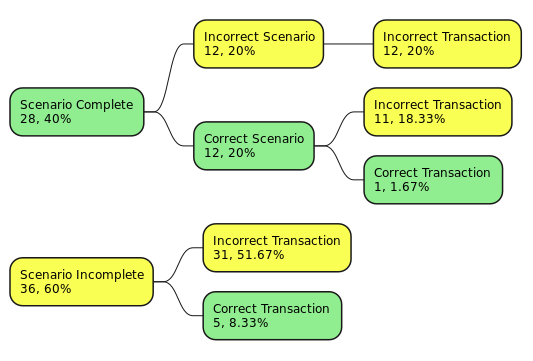 Scenario Complete
28, 40%
Incorrect Scenario
12, 20%
Incorrect Transaction
12, 20%
Correct Scenario
12, 20%
Incorrect Transaction
11, 18.33%
Correct Transaction
1, 1.67%
Scenario Incomplete
36, 60%
Incorrect Transaction
31, 51.67%
Correct Transaction
5, 8.33%